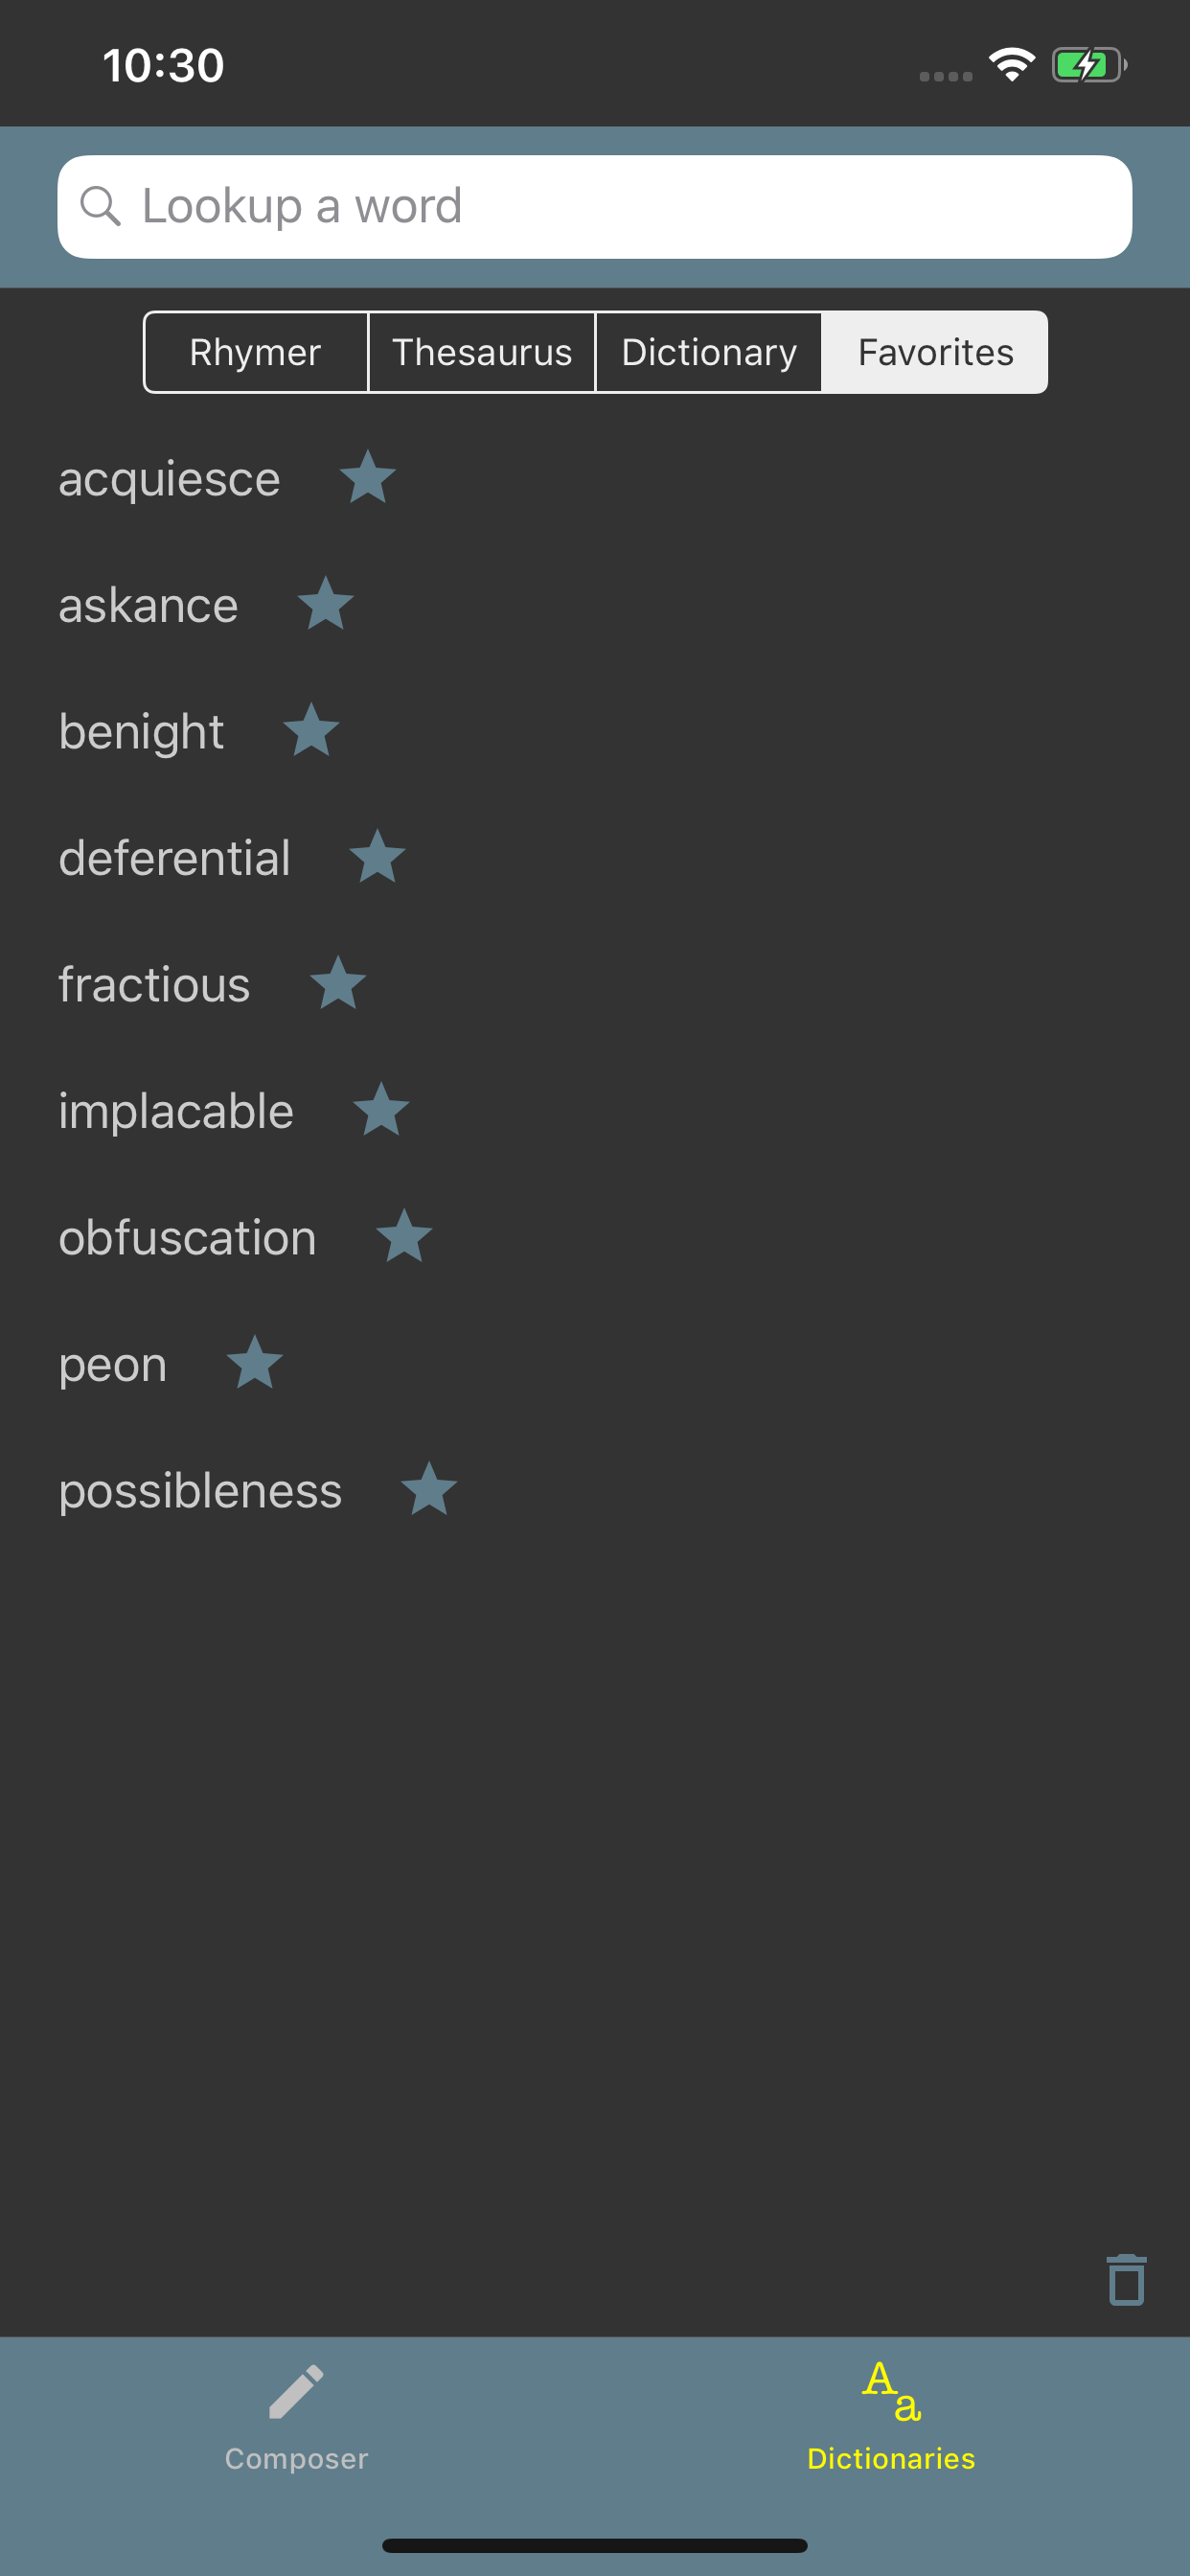 10:30
Lookup a word
Rhymer Thesaurus Dictionary Favorites
acquiesce
askance
benight
deferential
fractious
implacable
obfuscation
peon
possibleness
Aa
Composer Dictionaries